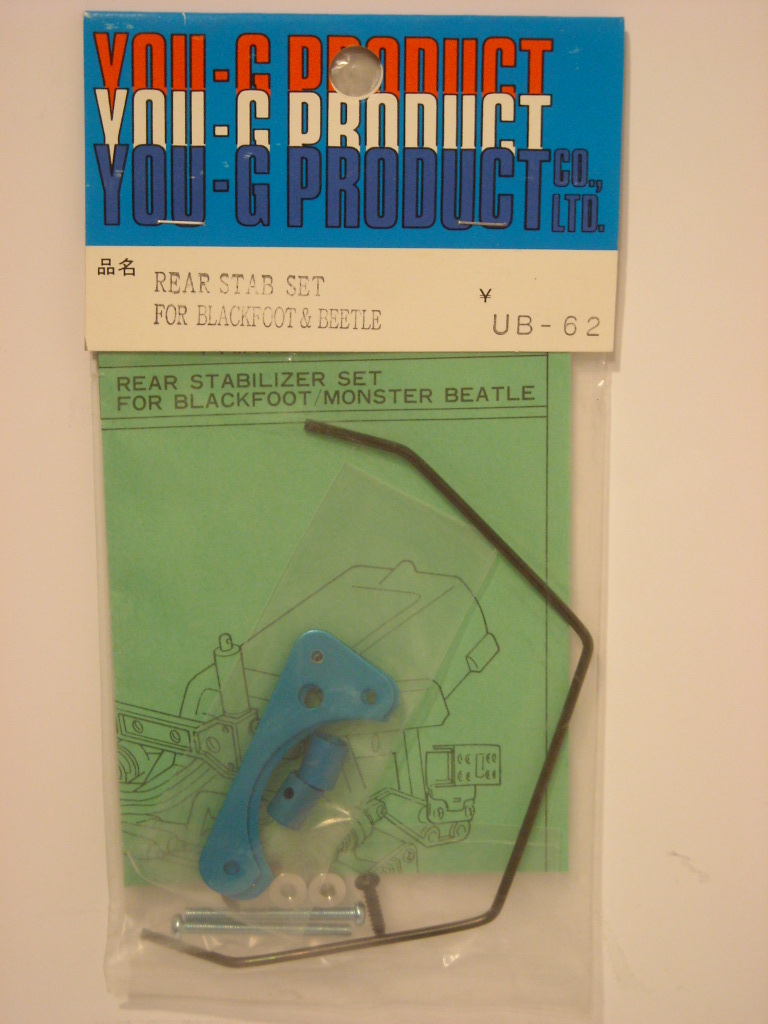 YOU-G PRODUCT
YOU-G PRODUCT
YOU-G PRODUCT CO., LTD.
品名
REAR STAB SET
FOR BLACKFOOT & BEETLE
¥
UB-62
REAR STABILIZER SET
FOR BLACKFOOT/MONSTER BEATLE